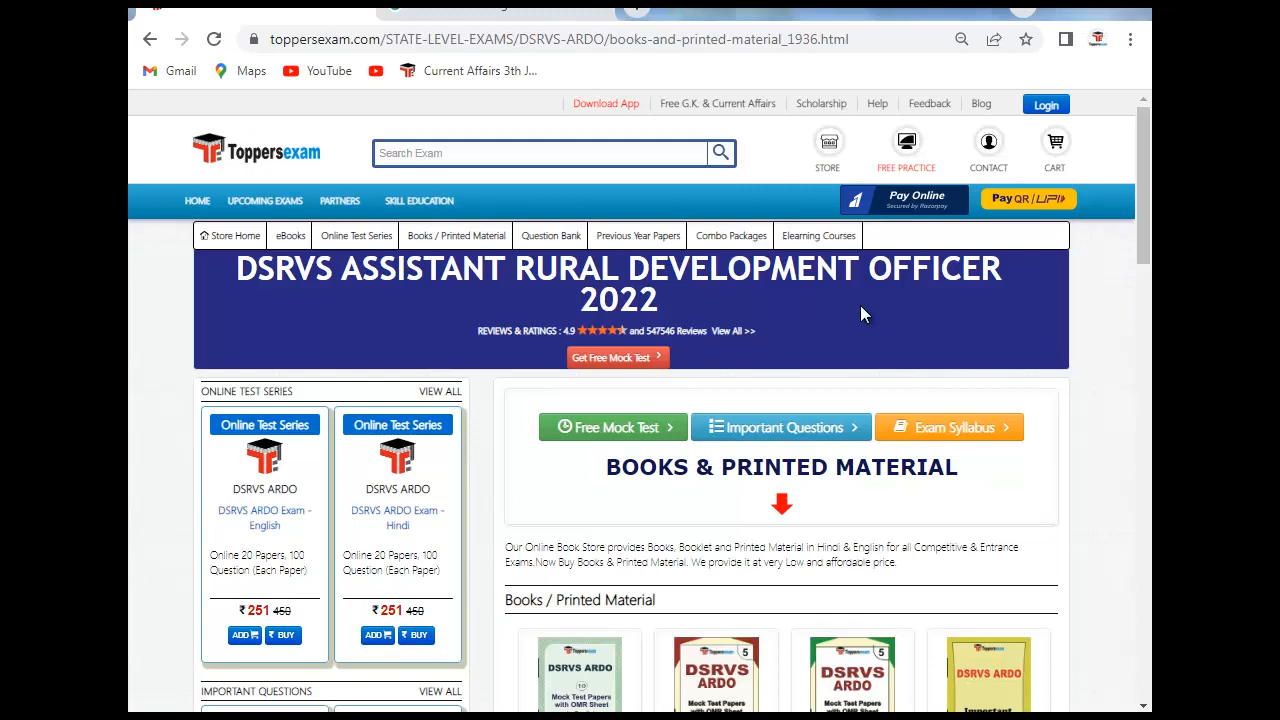 toppersexam.com/STATE-LEVEL-EXAMS/DSRVS-ARDO/books-and-printed-material_1936.html
Gmail Maps YouTube Current Affairs 3th J...
Download App Free G.K. & Current Affairs Scholarship Help Feedback Blog Login
Toppersexam
Search Exam
STORE FREE PRACTICE CONTACT CART
HOME UPCOMING EXAMS PARTNERS SKILL EDUCATION
Pay Online
Secured by Razorpay
Pay QR / UPI
Store Home eBooks Online Test Series Books / Printed Material Question Bank Previous Year Papers Combo Packages Elearning Courses
DSRVS ASSISTANT RURAL DEVELOPMENT OFFICER
2022
REVIEWS & RATINGS : 4.9 and 547546 Reviews View All >>
Get Free Mock Test
ONLINE TEST SERIES VIEW ALL
Online Test Series
DSRVS ARDO
DSRVS ARDO Exam -
English
Online 20 Papers, 100
Question (Each Paper)
₹ 251 450
ADD ₹ BUY
Online Test Series
DSRVS ARDO
DSRVS ARDO Exam -
Hindi
Online 20 Papers, 100
Question (Each Paper)
₹ 251 450
ADD ₹ BUY
IMPORTANT QUESTIONS VIEW ALL
Free Mock Test Important Questions Exam Syllabus
BOOKS & PRINTED MATERIAL
Our Online Book Store provides Books, Booklet and Printed Material in Hindi & English for all Competitive & Entrance
Exams.Now Buy Books & Printed Material. We provide it at very Low and affordable price.
Books / Printed Material
Toppersexam
DSRVS ARDO
10
Mock Test Papers
with OMR Sheet
Toppersexam 5
DSRVS
ARDO
Mock Test Papers
with OMR Sheet
Toppersexam 5
DSRVS
ARDO
Mock Test Papers
with OMR Sheet
Toppersexam
DSRVS ARDO
Important